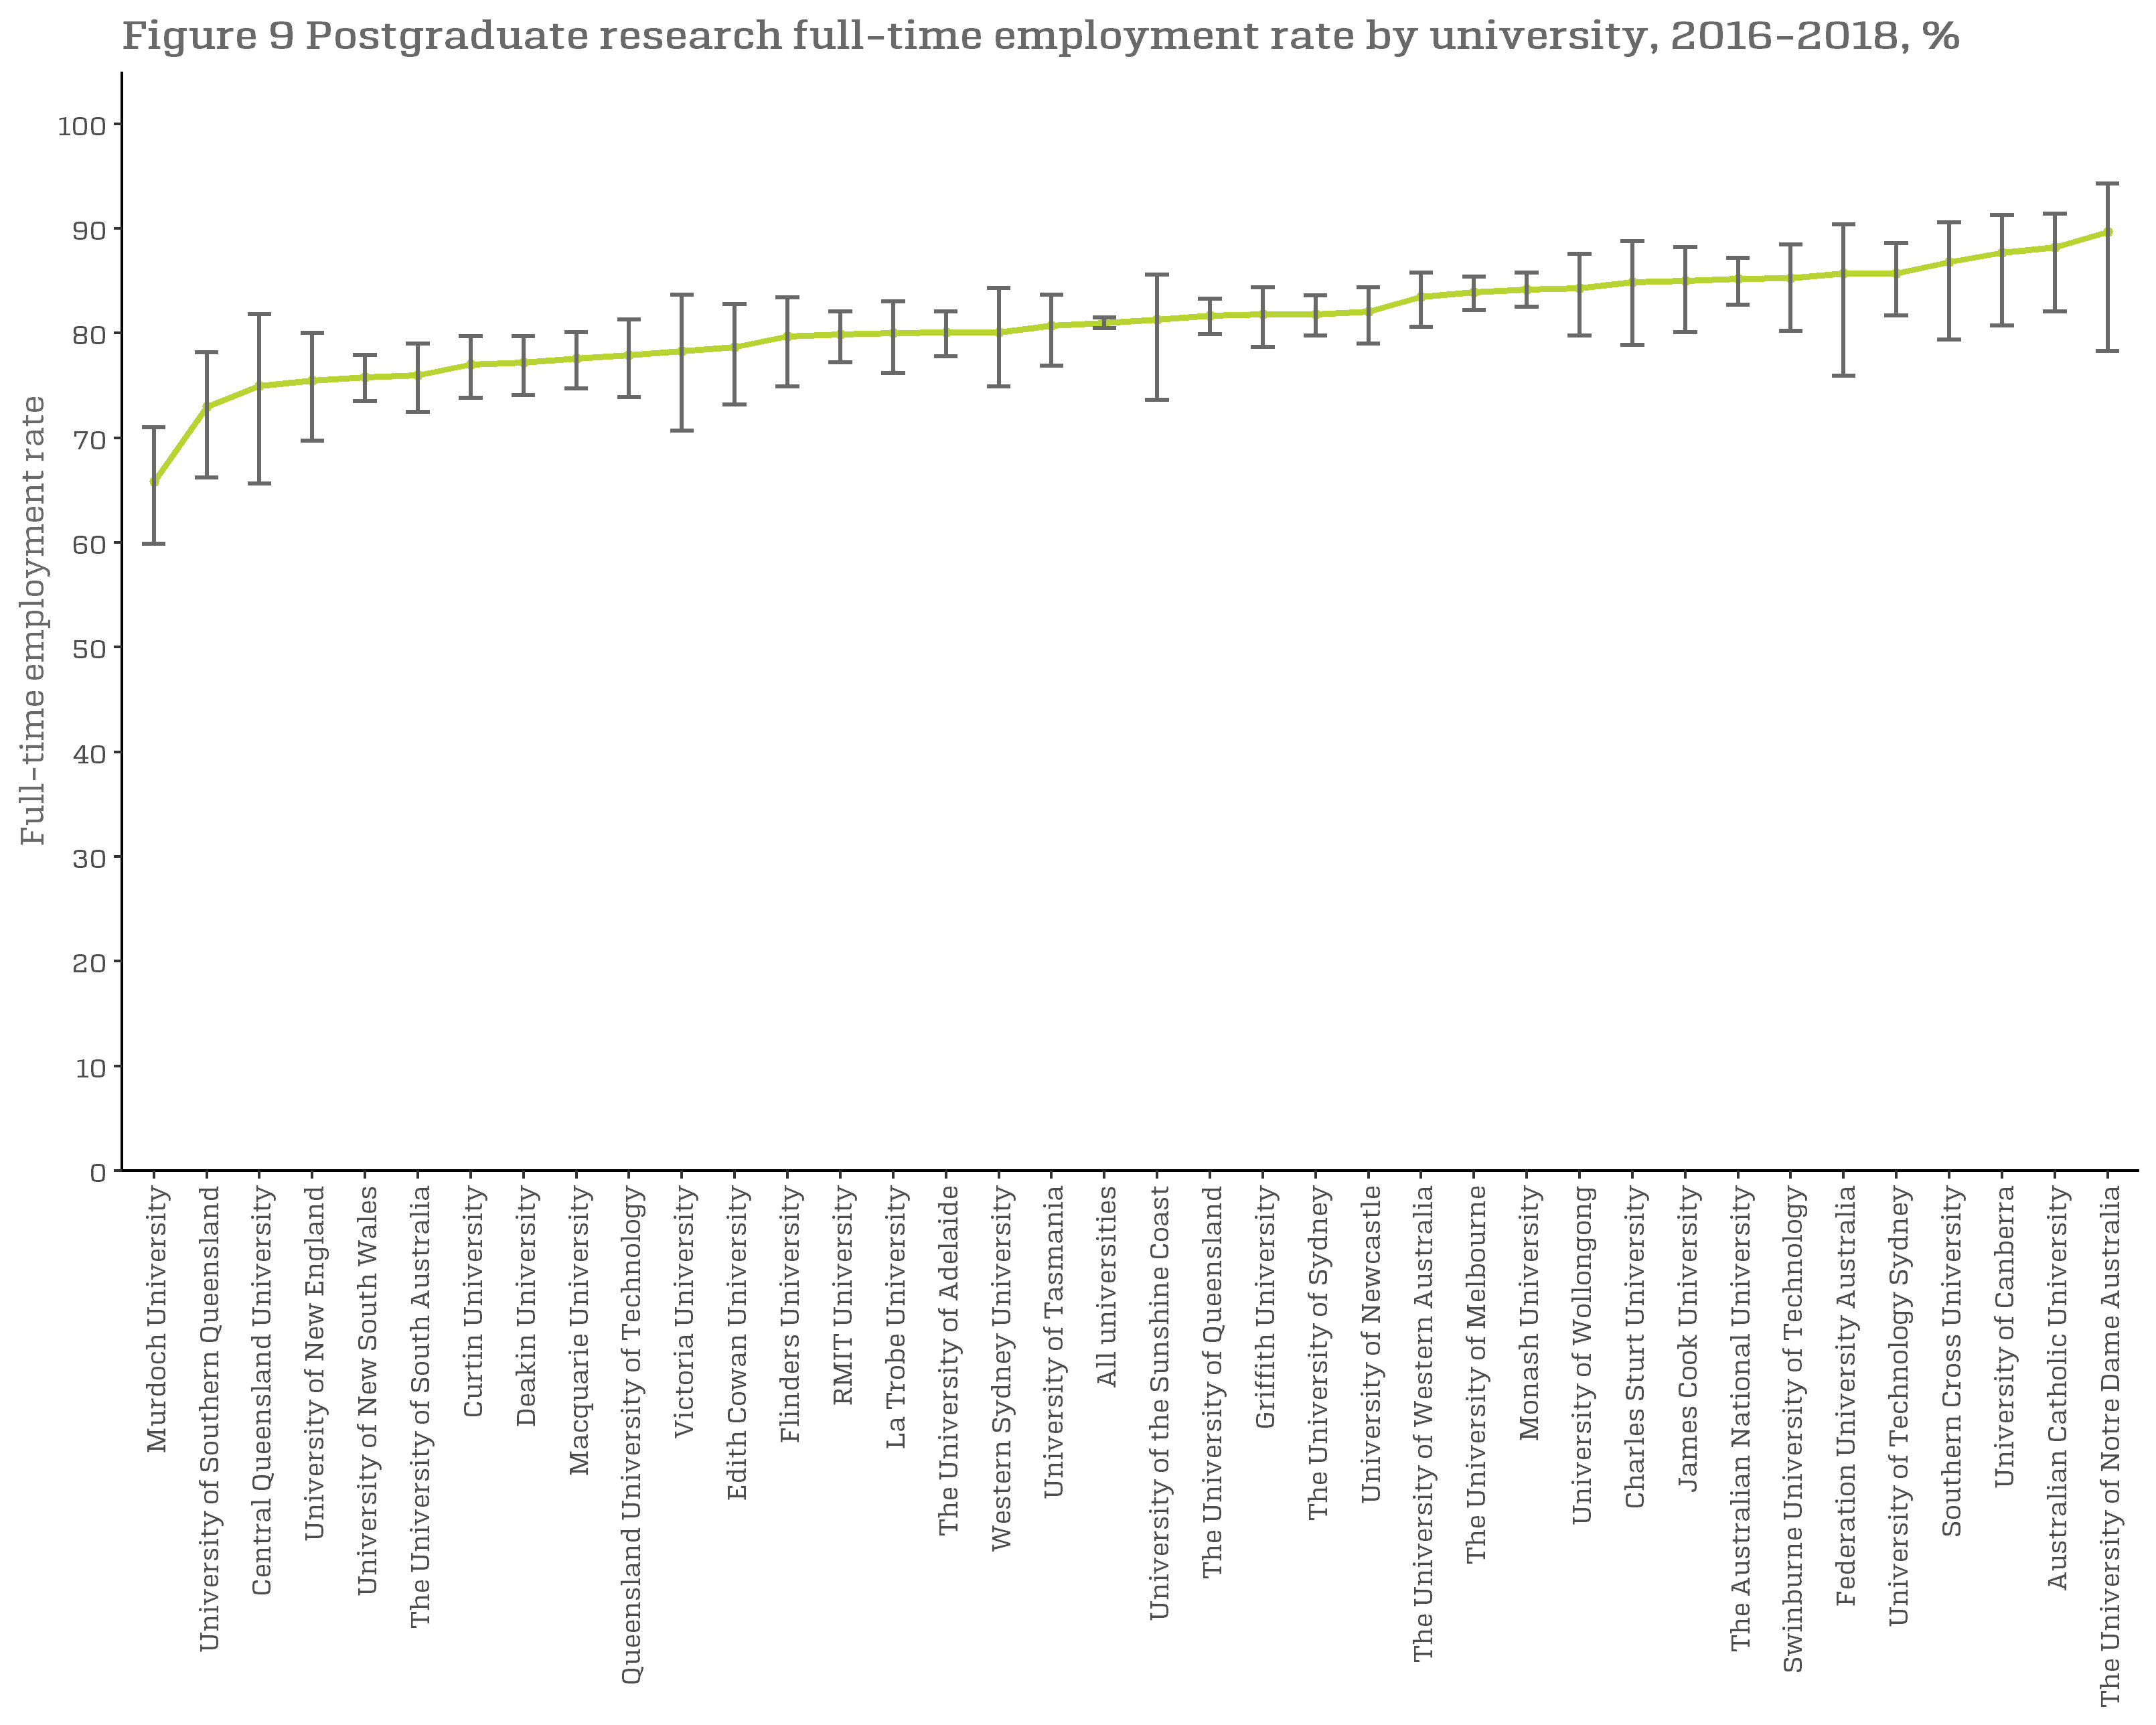 Figure 9 Postgraduate research full-time employment rate by university, 2016-2018, %
Full-time employment rate
100
90
80
70
60
50
40
30
20
10
0
Murdoch University
University of Southern Queensland
Central Queensland University
University of New England
University of New South Wales
The University of South Australia
Curtin University
Deakin University
Macquarie University
Queensland University of Technology
Victoria University
Edith Cowan University
Flinders University
RMIT University
La Trobe University
The University of Adelaide
Western Sydney University
University of Tasmania
All universities
University of the Sunshine Coast
The University of Queensland
Griffith University
The University of Sydney
University of Newcastle
The University of Western Australia
The University of Melbourne
Monash University
University of Wollongong
Charles Sturt University
James Cook University
The Australian National University
Swinburne University of Technology
Federation University Australia
University of Technology Sydney
Southern Cross University
University of Canberra
Australian Catholic University
The University of Notre Dame Australia